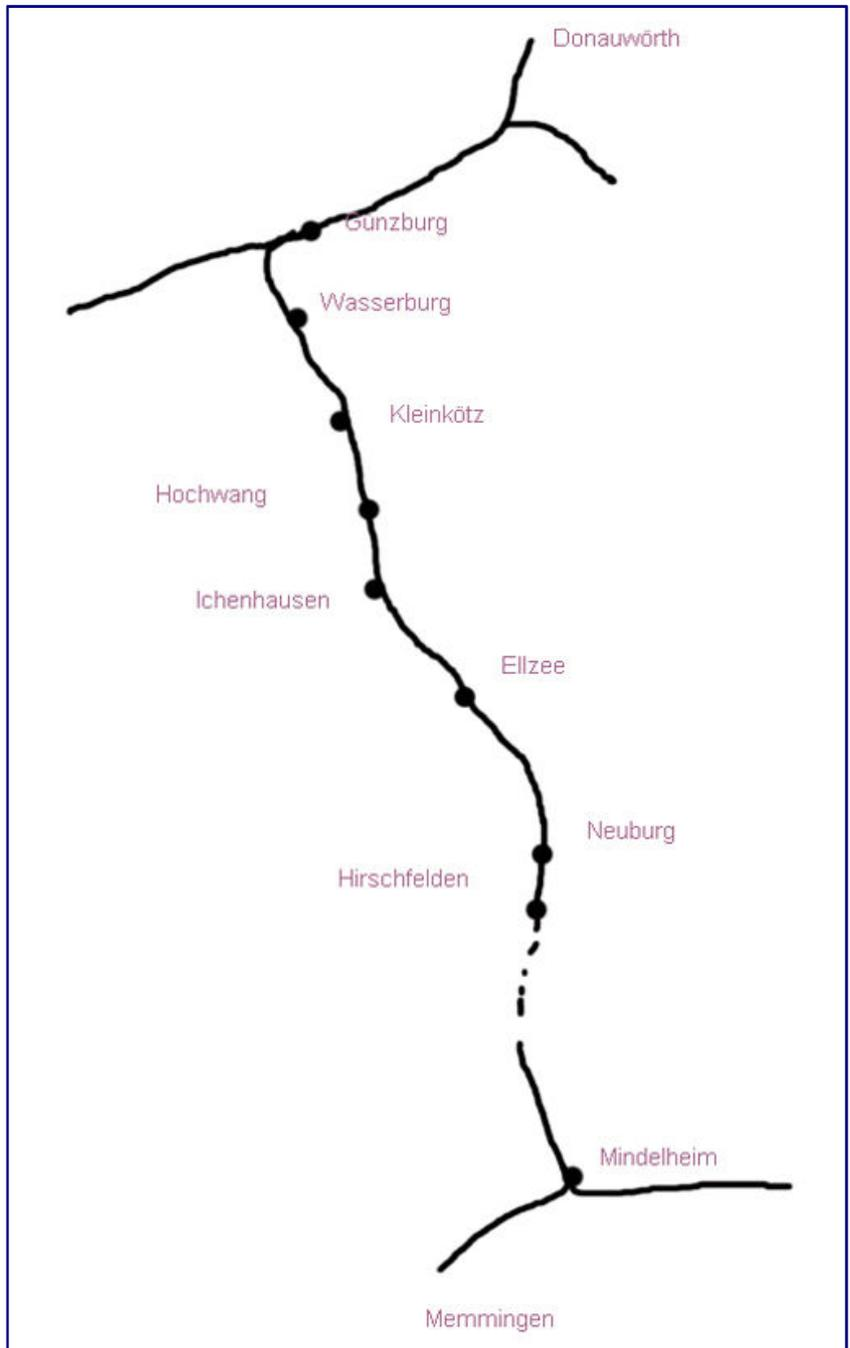 Donauwörth
Günzburg
Wasserburg
Kleinkötz
Hochwang
Ichenhausen
Ellzee
Neuburg
Hirschfelden
Mindelheim
Memmingen